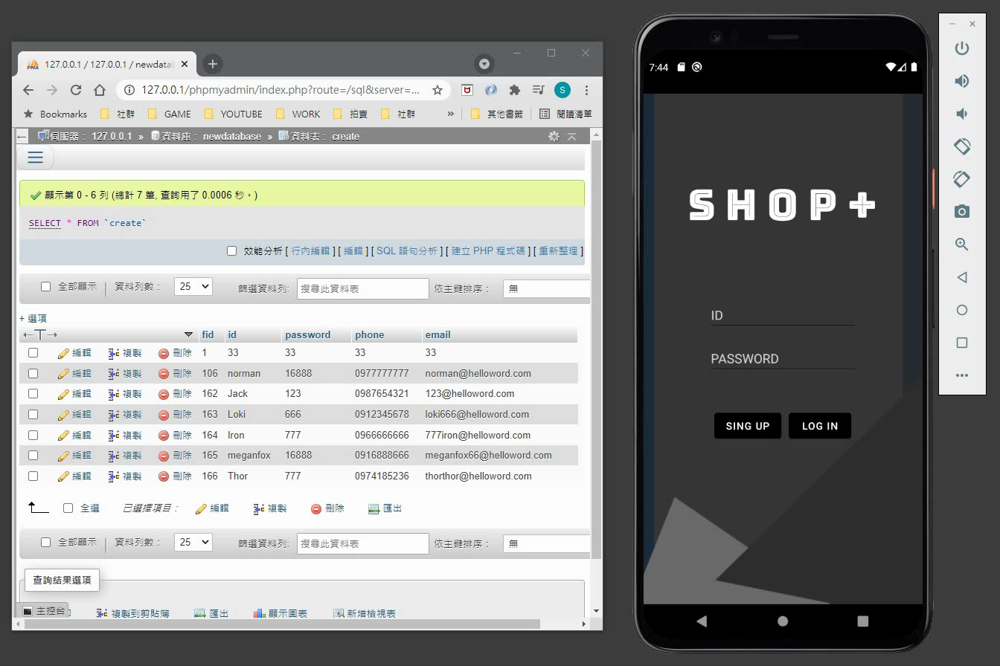 127.0.0.1 / 127.0.0.1 / newdatab
127.0.0.1/phpmyadmin/index.php?route=/sql&server=...
S
Bookmarks 社群 GAME YOUTUBE WORK 拍賣 社群 » 其他書籤 閱讀清單
伺服器: 127.0.0.1 » 資料庫: newdatabase » 資料表: create
顯示第 0 - 6 列 (總計 7 筆, 查詢用了 0.0006 秒。)
SELECT * FROM `create`
效能分析 [ 行內編輯 ] [ 編輯 ] [ SQL 語句分析 ] [ 建立 PHP 程式碼 ] [ 重新整理 ]
全部顯示 資料列數: 25 篩選資料列: 搜尋此資料表 依主鍵排序: 無
+ 選項
←T→ fid id password phone email
編輯 複製 刪除 1 33 33 33 33
編輯 複製 刪除 106 norman 16888 0977777777 norman@helloword.com
編輯 複製 刪除 162 Jack 123 0987654321 123@helloword.com
編輯 複製 刪除 163 Loki 666 0912345678 loki666@helloword.com
編輯 複製 刪除 164 Iron 777 0966666666 777iron@helloword.com
編輯 複製 刪除 165 meganfox 16888 0916888666 meganfox66@helloword.com
編輯 複製 刪除 166 Thor 777 0974185236 thorthor@helloword.com
全選 已選擇項目: 編輯 複製 刪除 匯出
全部顯示 資料列數: 25 篩選資料列: 搜尋此資料表 依主鍵排序: 無
查詢結果選項
主控台 複製到剪貼簿 匯出 顯示圖表 新增檢視表
7:44
SHOP+
ID
PASSWORD
SING UP LOG IN